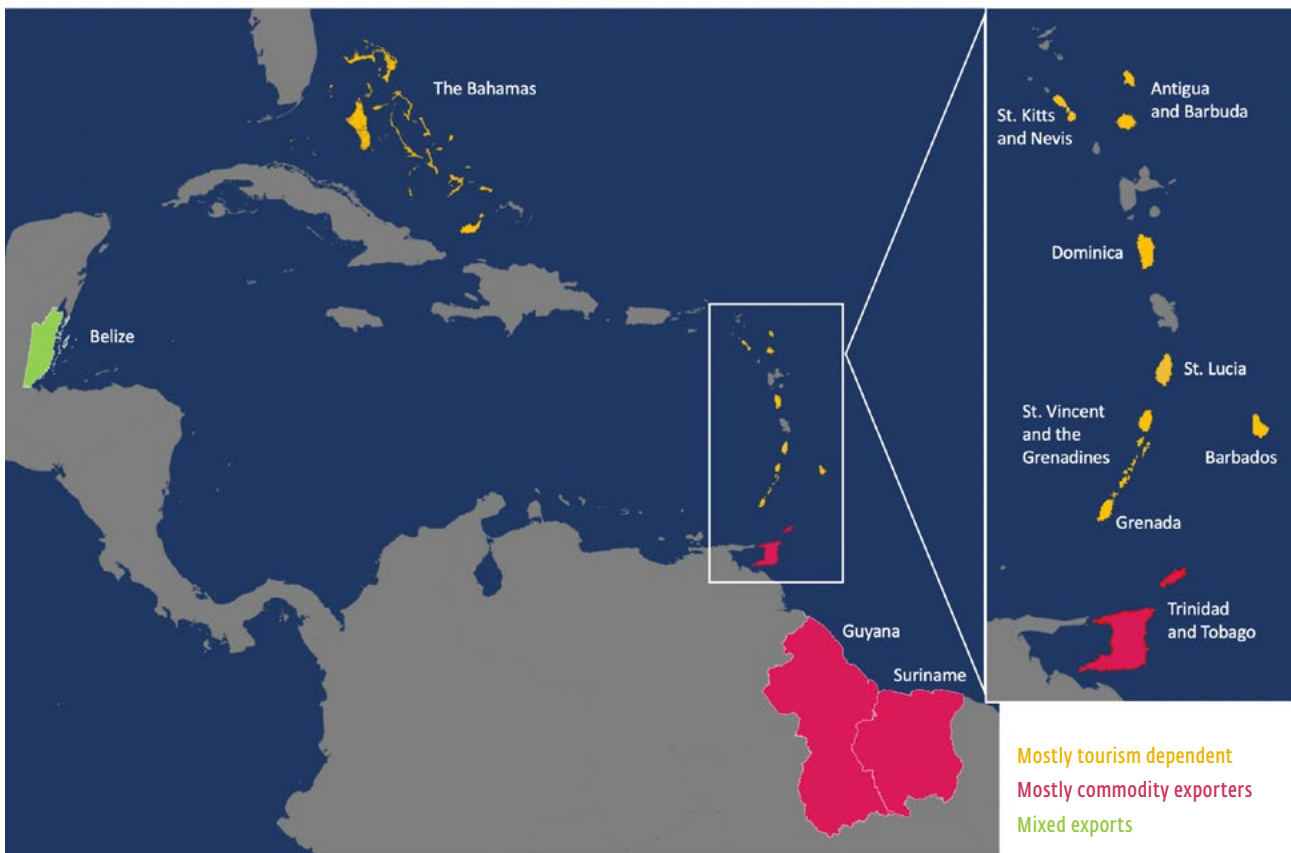 The Bahamas
Belize
Guyana
Suriname
Antigua
and Barbuda
St. Kitts
and Nevis
Dominica
St. Lucia
St. Vincent
and the
Grenadines
Barbados
Grenada
Trinidad
and Tobago
Mostly tourism dependent
Mostly commodity exporters
Mixed exports